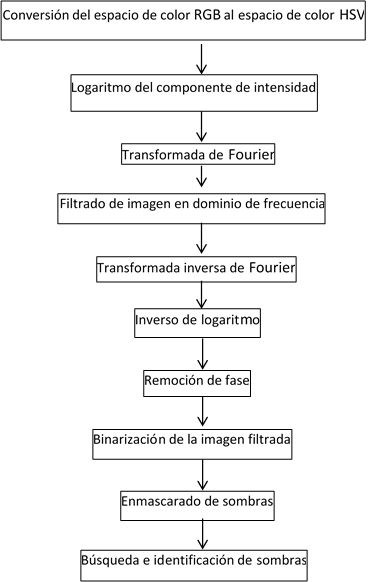 Conversión del espacio de color RGB al espacio de color HSV
Logaritmo del componente de intensidad
Transformada de Fourier
Filtrado de imagen en dominio de frecuencia
Transformada inversa de Fourier
Inverso de logaritmo
Remoción de fase
Binarización de la imagen filtrada
Enmascarado de sombras
Búsqueda e identificación de sombras